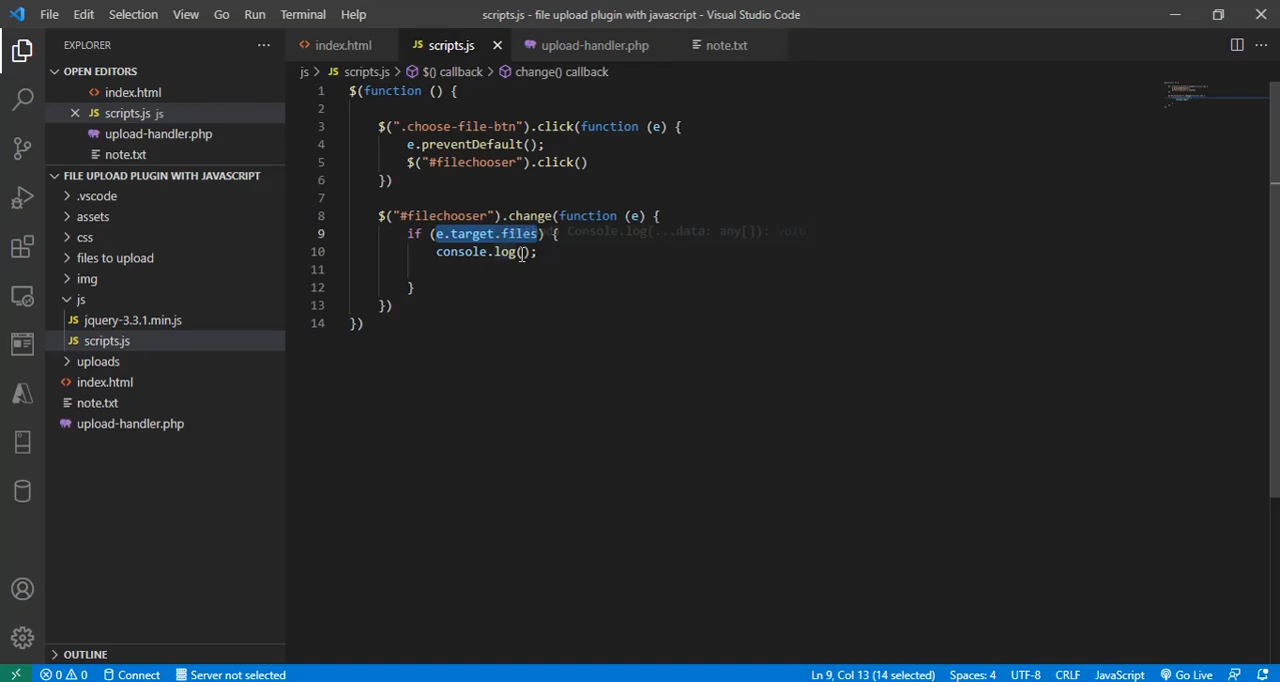 File Edit Selection View Go Run Terminal Help
scripts.js - file upload plugin with javascript - Visual Studio Code
EXPLORER
index.html
scripts.js
upload-handler.php
note.txt
OPEN EDITORS
index.html
scripts.js js
upload-handler.php
note.txt
FILE UPLOAD PLUGIN WITH JAVASCRIPT
.vscode
assets
css
files to upload
img
js
jquery-3.3.1.min.js
scripts.js
uploads
index.html
note.txt
upload-handler.php
OUTLINE
js > JS scripts.js > $() callback > change() callback
1 $(function () {
2
3 $(".choose-file-btn").click(function (e) {
4 e.preventDefault();
5 $("#filechooser").click()
6 })
7
8 $("#filechooser").change(function (e) {
9 if (e.target.files) {
Console.log(...data: any[]): void
10 console.log();
11
12 }
13 })
14 })
0 0 Connect Server not selected
Ln 9, Col 13 (14 selected) Spaces: 4 UTF-8 CRLF JavaScript Go Live